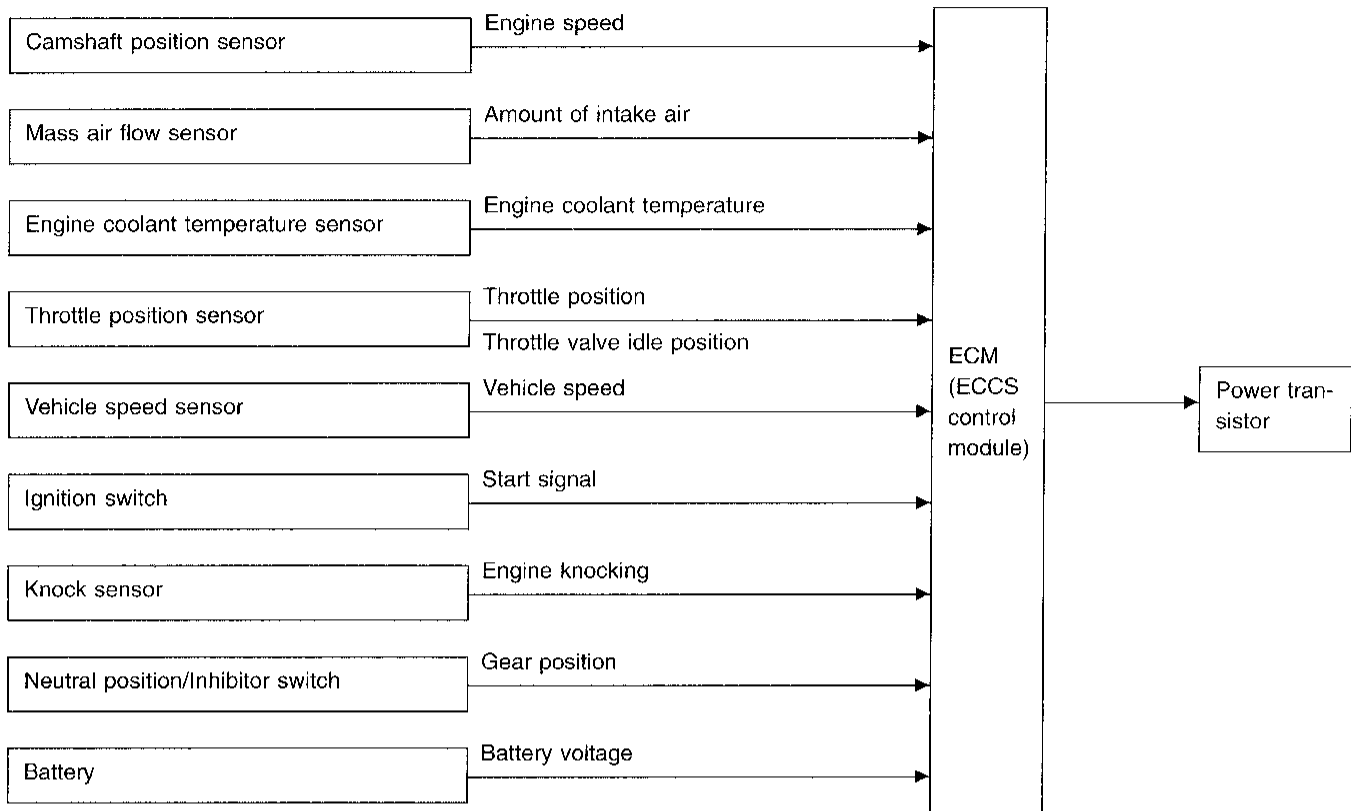 Camshaft position sensor
Engine speed
Mass air flow sensor
Amount of intake air
Engine coolant temperature sensor
Engine coolant temperature
Throttle position sensor
Throttle position
Throttle valve idle position
Vehicle speed sensor
Vehicle speed
Ignition switch
Start signal
Knock sensor
Engine knocking
Neutral position/Inhibitor switch
Gear position
Battery
Battery voltage
ECM
(ECCS
control
module)
Power tran-
sistor